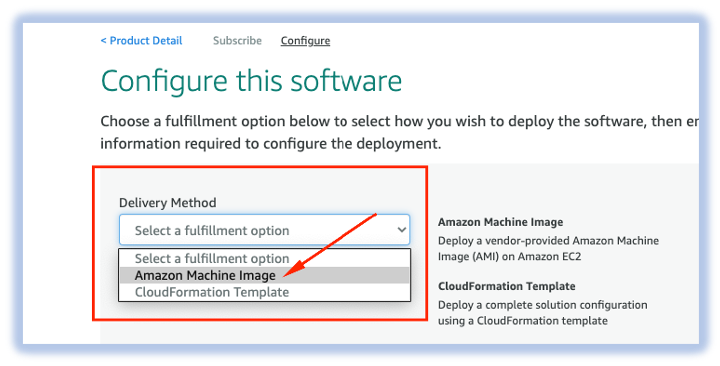 < Product Detail Subscribe Configure
Configure this software
Choose a fulfillment option below to select how you wish to deploy the software, then
information required to configure the deployment.
Delivery Method
Select a fulfillment option
Select a fulfillment option
Amazon Machine Image
CloudFormation Template
Amazon Machine Image
Deploy a vendor-provided Amazon Machine
Image (AMI) on Amazon EC2
CloudFormation Template
Deploy a complete solution configuration
using a CloudFormation template